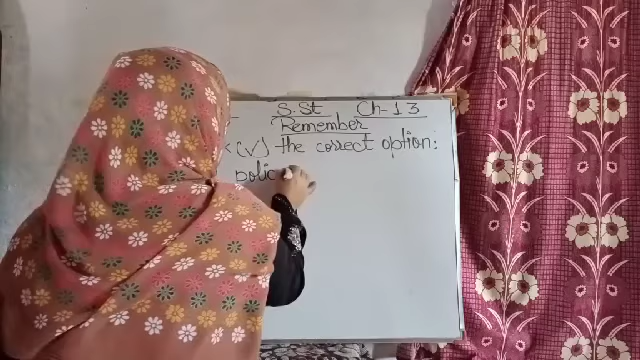 S.St Ch-13
Remember
(✓) the correct option:
polic